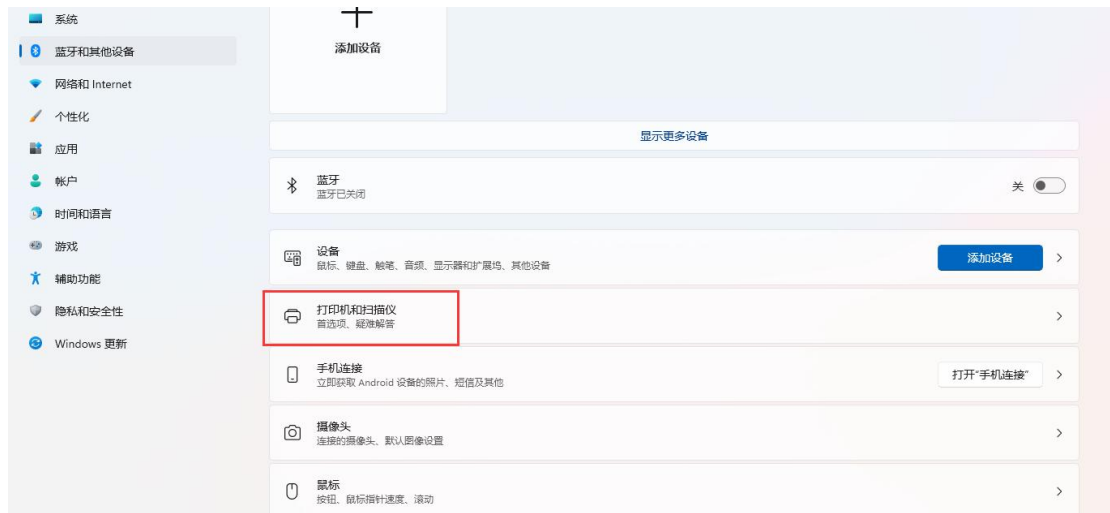 系统
蓝牙和其他设备
网络和 Internet
个性化
应用
帐户
时间和语言
游戏
辅助功能
隐私和安全性
Windows 更新
添加设备
显示更多设备
蓝牙
蓝牙已关闭
关
设备
鼠标、键盘、触笔、音频、显示器和扩展坞、其他设备
添加设备
打印机和扫描仪
首选项、疑难解答
手机连接
立即获取 Android 设备的照片、短信及其他
打开“手机连接”
摄像头
连接的摄像头、默认图像设置
鼠标
按钮、鼠标指针速度、滚动